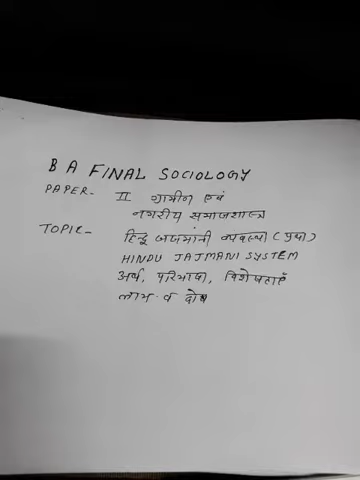 B A FINAL SOCIOLOGY
PAPER- II ग्रामीण एवं
नगरीय समाजशास्त्र
TOPIC- हिन्दू जजमानी व्यवस्था (प्रथा)
HINDU JAJMANI SYSTEM
अर्थ, परिभाषा, विशेषताएं
लाभ व दोष